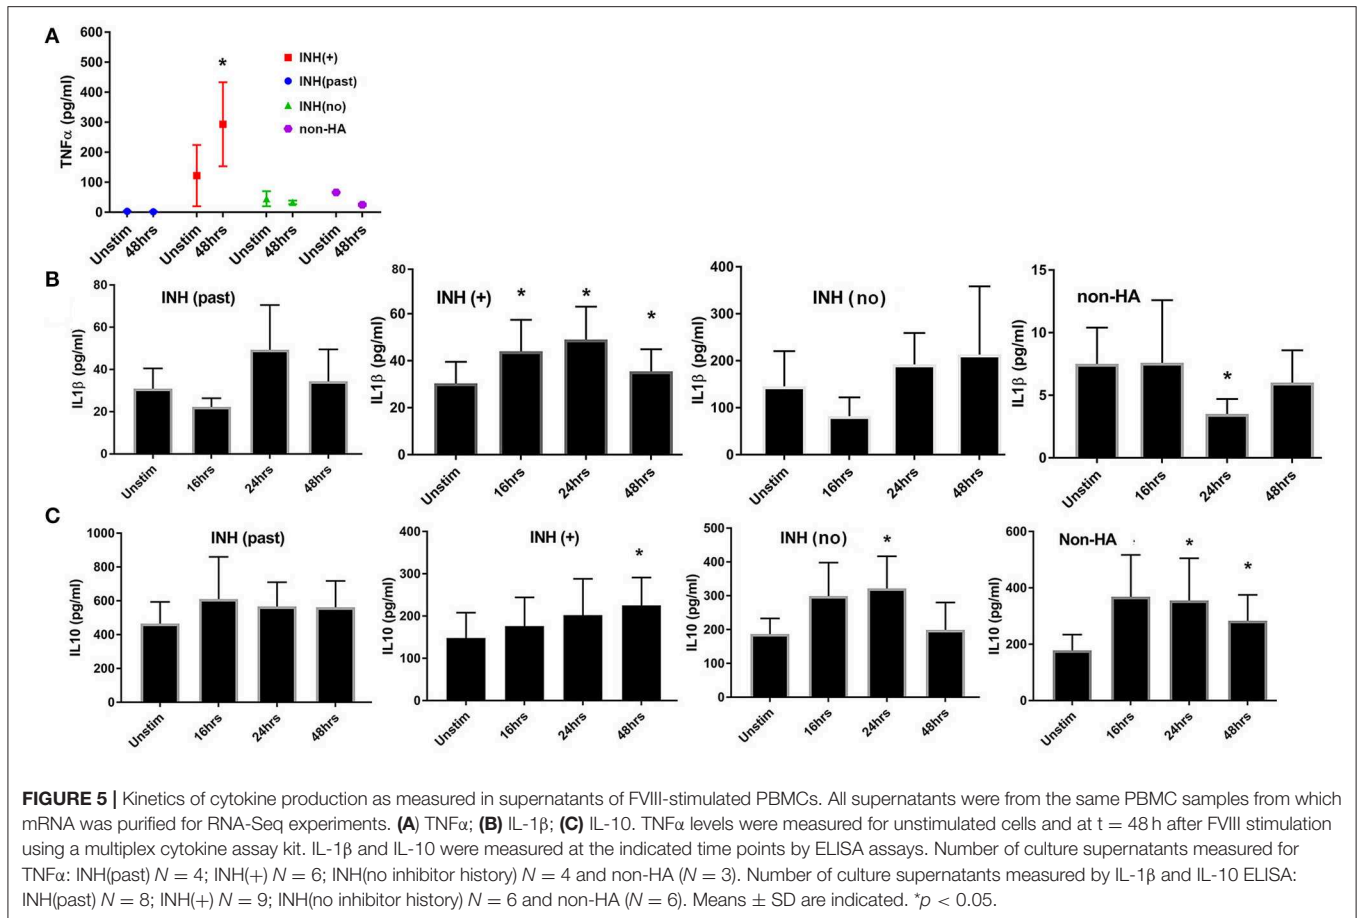 A
600
500
400
300
200
100
0
TNFα (pg/ml)
*
INH(+)
INH(past)
INH(no)
non-HA
Unstim
48hrs
Unstim
48hrs
Unstim
48hrs
Unstim
48hrs
B
INH (past)
80
60
40
20
0
IL1β (pg/ml)
Unstim
16hrs
24hrs
48hrs
INH (+)
80
60
40
20
0
IL1β (pg/ml)
*
*
*
Unstim
16hrs
24hrs
48hrs
INH (no)
400
300
200
100
0
IL1β (pg/ml)
Unstim
16hrs
24hrs
48hrs
non-HA
15
10
5
0
IL1β (pg/ml)
*
Unstim
16hrs
24hrs
48hrs
C
INH (past)
1000
800
600
400
200
0
IL10 (pg/ml)
Unstim
16hrs
24hrs
48hrs
INH (+)
400
300
200
100
0
IL10 (pg/ml)
*
Unstim
16hrs
24hrs
48hrs
INH (no)
500
400
300
200
100
0
IL10 (pg/ml)
*
Unstim
16hrs
24hrs
48hrs
Non-HA
600
400
200
0
IL10 (pg/ml)
*
*
Unstim
16hrs
24hrs
48hrs
FIGURE 5 | Kinetics of cytokine production as measured in supernatants of FVIII-stimulated PBMCs. All supernatants were from the same PBMC samples from which
mRNA was purified for RNA-Seq experiments. (A) TNFα; (B) IL-1β; (C) IL-10. TNFα levels were measured for unstimulated cells and at t = 48 h after FVIII stimulation
using a multiplex cytokine assay kit. IL-1β and IL-10 were measured at the indicated time points by ELISA assays. Number of culture supernatants measured for
TNFα: INH(past) N = 4; INH(+) N = 6; INH(no inhibitor history) N = 4 and non-HA (N = 3). Number of culture supernatants measured by IL-1β and IL-10 ELISA:
INH(past) N = 8; INH(+) N = 9; INH(no inhibitor history) N = 6 and non-HA (N = 6). Means ± SD are indicated. *p < 0.05.